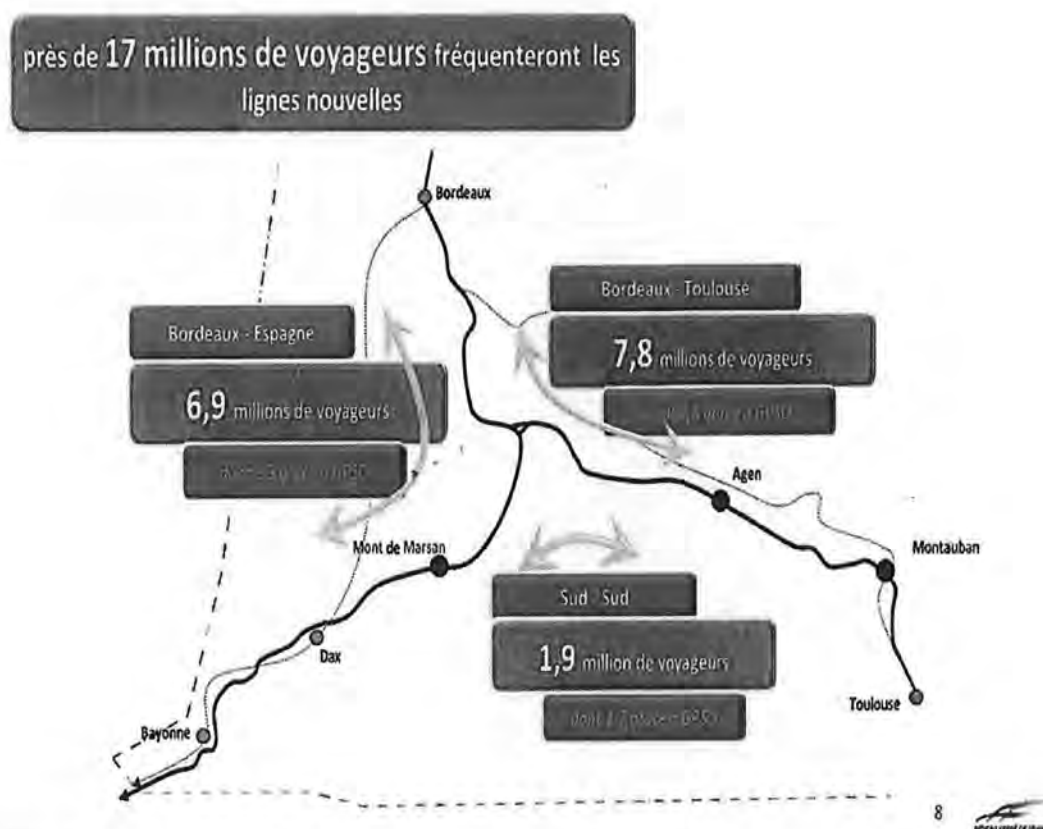 près de 17 millions de voyageurs fréquenteront les
lignes nouvelles
Bordeaux
Bordeaux - Toulouse
7,8 millions de voyageurs
Bordeaux - Espagne
6,9 millions de voyageurs
Agen
Mont de Marsan
Montauban
Sud - Sud
1,9 million de voyageurs
Dax
Toulouse
Bayonne
8